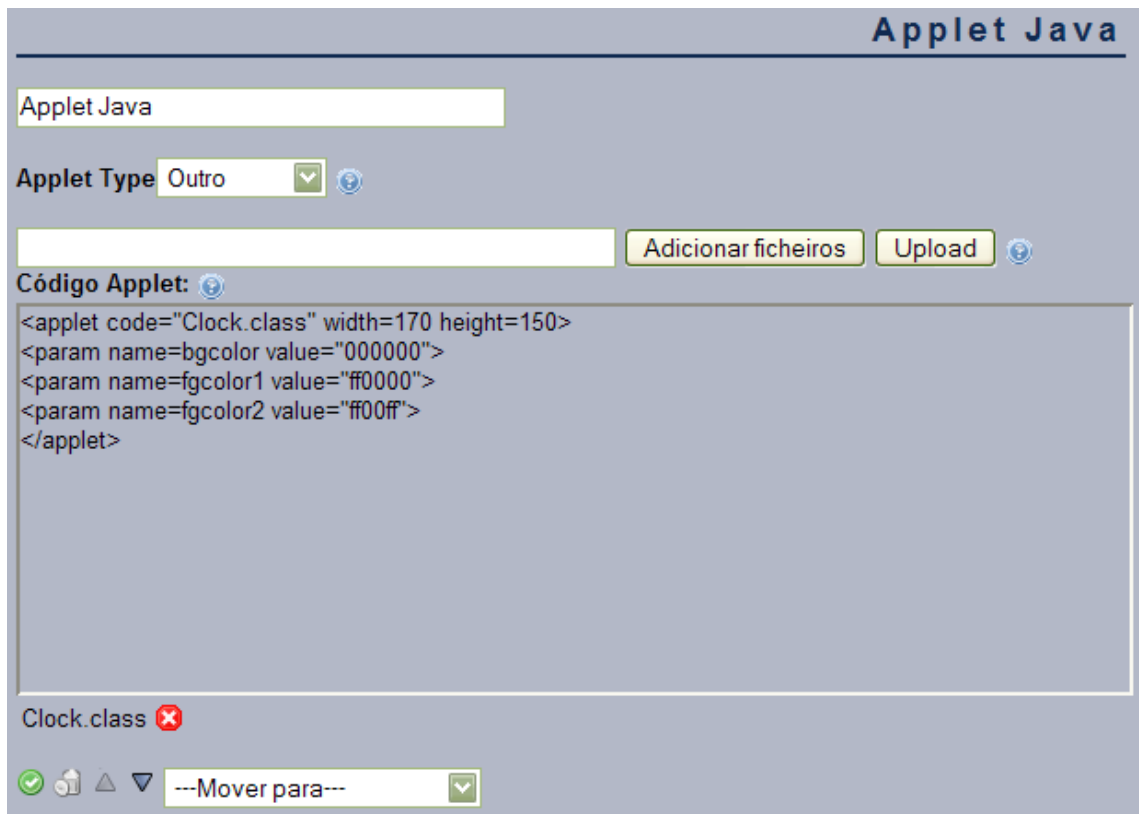 Applet Java
Applet Java
Applet Type Outro
Adicionar ficheiros Upload
Código Applet:
<applet code="Clock.class" width=170 height=150>
<param name=bgcolor value="000000">
<param name=fgcolor1 value="ff0000">
<param name=fgcolor2 value="ff00ff">
</applet>
Clock.class
---Mover para---